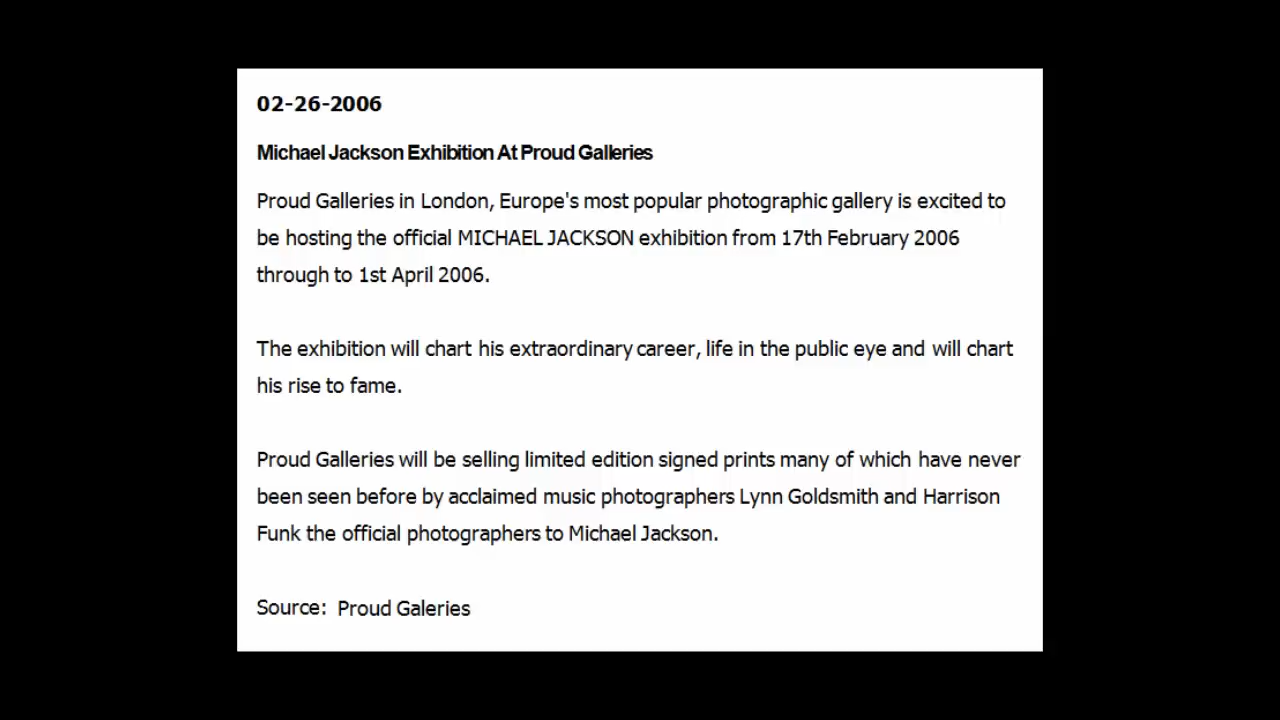 02-26-2006
Michael Jackson Exhibition At Proud Galleries
Proud Galleries in London, Europe's most popular photographic gallery is excited to
be hosting the official MICHAEL JACKSON exhibition from 17th February 2006
through to 1st April 2006.
The exhibition will chart his extraordinary career, life in the public eye and will chart
his rise to fame.
Proud Galleries will be selling limited edition signed prints many of which have never
been seen before by acclaimed music photographers Lynn Goldsmith and Harrison
Funk the official photographers to Michael Jackson.
Source: Proud Galeries